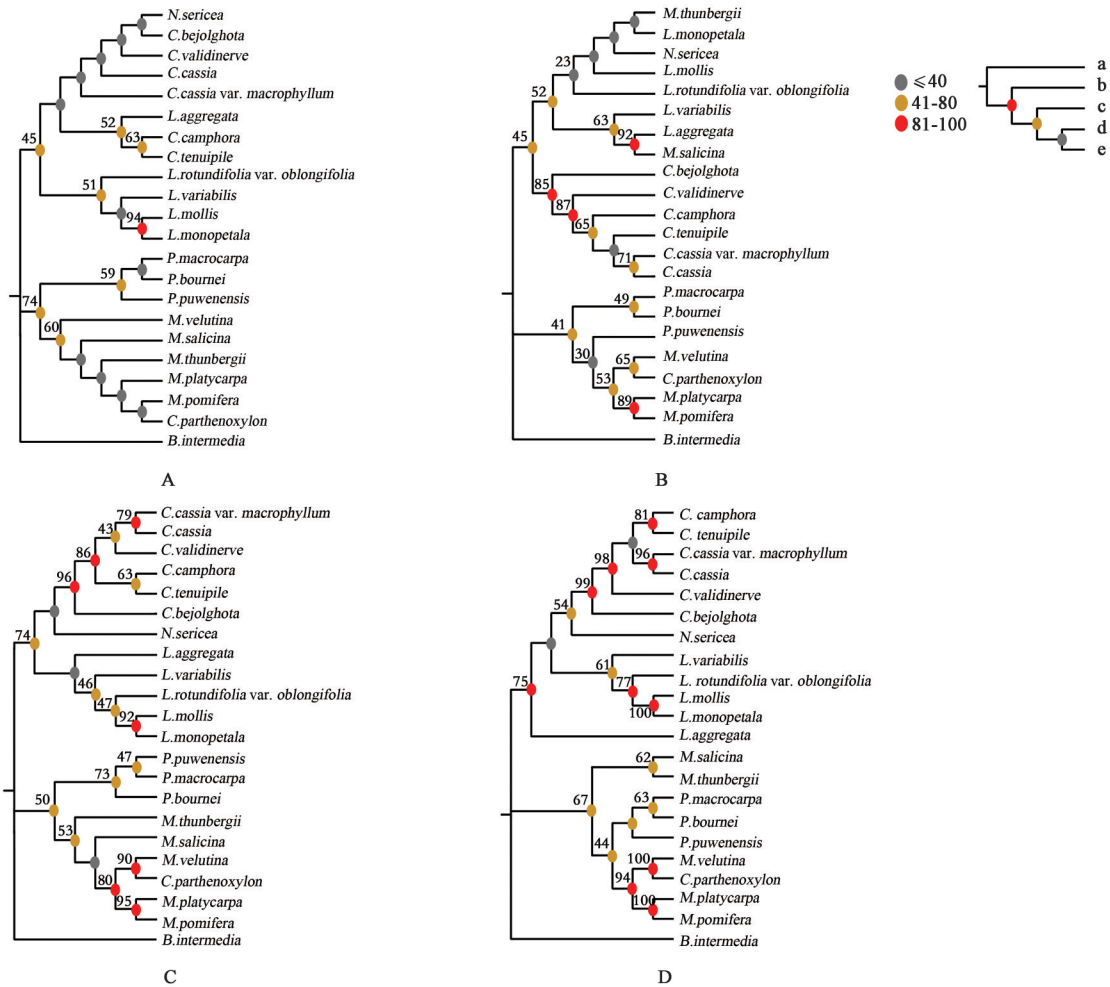 N.sericea
C.bejolghota
C.validinerve
C.cassia
C.cassia var. macrophyllum
52
L.aggregata
63
C.camphora
C.tenuipile
45
51
L.rotundifolia var. oblongifolia
L.variabilis
94
L.mollis
L.monopetala
59
P.macrocarpa
P.bournei
P.puwenensis
74
60
M.velutina
M.salicina
M.thunbergii
M.platycarpa
M.pomifera
C.parthenoxylon
B.intermedia
A
M.thunbergii
L.monopetala
N.sericea
23
L.mollis
52
L.rotundifolia var. oblongifolia
L.variabilis
63
92
L.aggregata
M.salicina
45
C.bejolghota
85
C.validinerve
87
C.camphora
65
C.tenuipile
71
C.cassia var. macrophyllum
C.cassia
49
P.macrocarpa
P.bournei
41
P.puwenensis
30
65
M.velutina
C.parthenoxylon
53
M.platycarpa
89
M.pomifera
B.intermedia
B
≤40
41-80
81-100
a
b
c
d
e
79
C.cassia var. macrophyllum
C.cassia
43
C.validinerve
86
63
C.camphora
C.tenuipile
96
C.bejolghota
N.sericea
74
L.aggregata
L.variabilis
46
L.rotundifolia var. oblongifolia
47
92
L.mollis
L.monopetala
47
P.puwenensis
73
P.macrocarpa
P.bournei
50
M.thunbergii
53
M.salicina
90
M.velutina
80
C.parthenoxylon
95
M.platycarpa
M.pomifera
B.intermedia
C
81
C. camphora
C. tenuipile
98
96
C.cassia var. macrophyllum
C.cassia
99
C.validinerve
C.bejolghota
54
N.sericea
61
L.variabilis
77
L. rotundifolia var. oblongifolia
L.mollis
100
L.monopetala
75
L.aggregata
62
M.salicina
M.thunbergii
67
63
P.macrocarpa
P.bournei
44
P.puwenensis
100
M.velutina
94
C.parthenoxylon
100
M.platycarpa
M.pomifera
B.intermedia
D